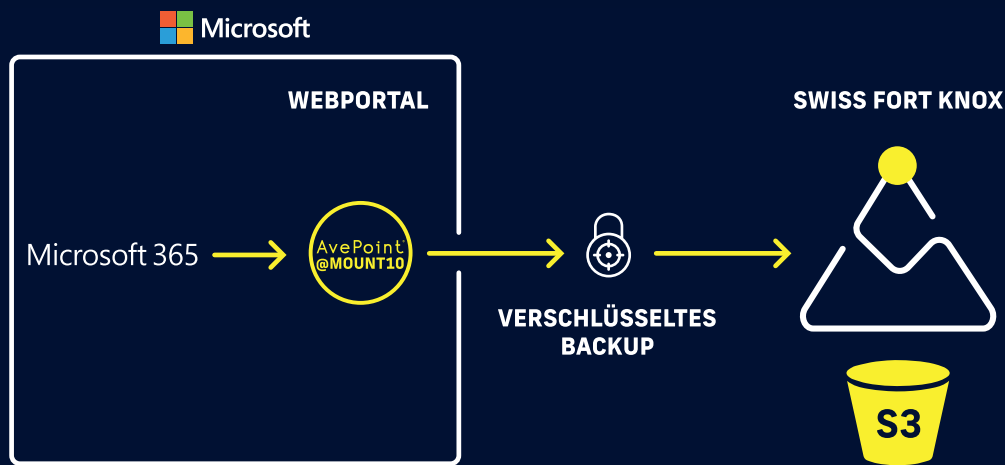 Microsoft
WEBPORTAL
SWISS FORT KNOX
Microsoft 365
AvePoint®
@MOUNT10
VERSCHLÜSSELTES
BACKUP
S3